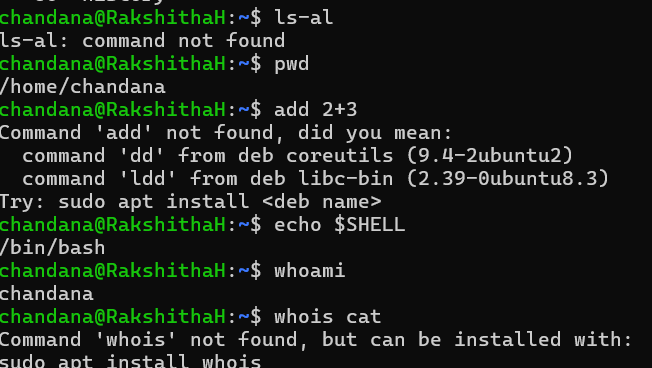 chandana@RakshithaH:~$ ls-al
ls-al: command not found
chandana@RakshithaH:~$ pwd
/home/chandana
chandana@RakshithaH:~$ add 2+3
Command 'add' not found, did you mean:
  command 'dd' from deb coreutils (9.4-2ubuntu2)
  command 'ldd' from deb libc-bin (2.39-0ubuntu8.3)
Try: sudo apt install <deb name>
chandana@RakshithaH:~$ echo $SHELL
/bin/bash
chandana@RakshithaH:~$ whoami
chandana
chandana@RakshithaH:~$ whois cat
Command 'whois' not found, but can be installed with:
sudo apt install whois